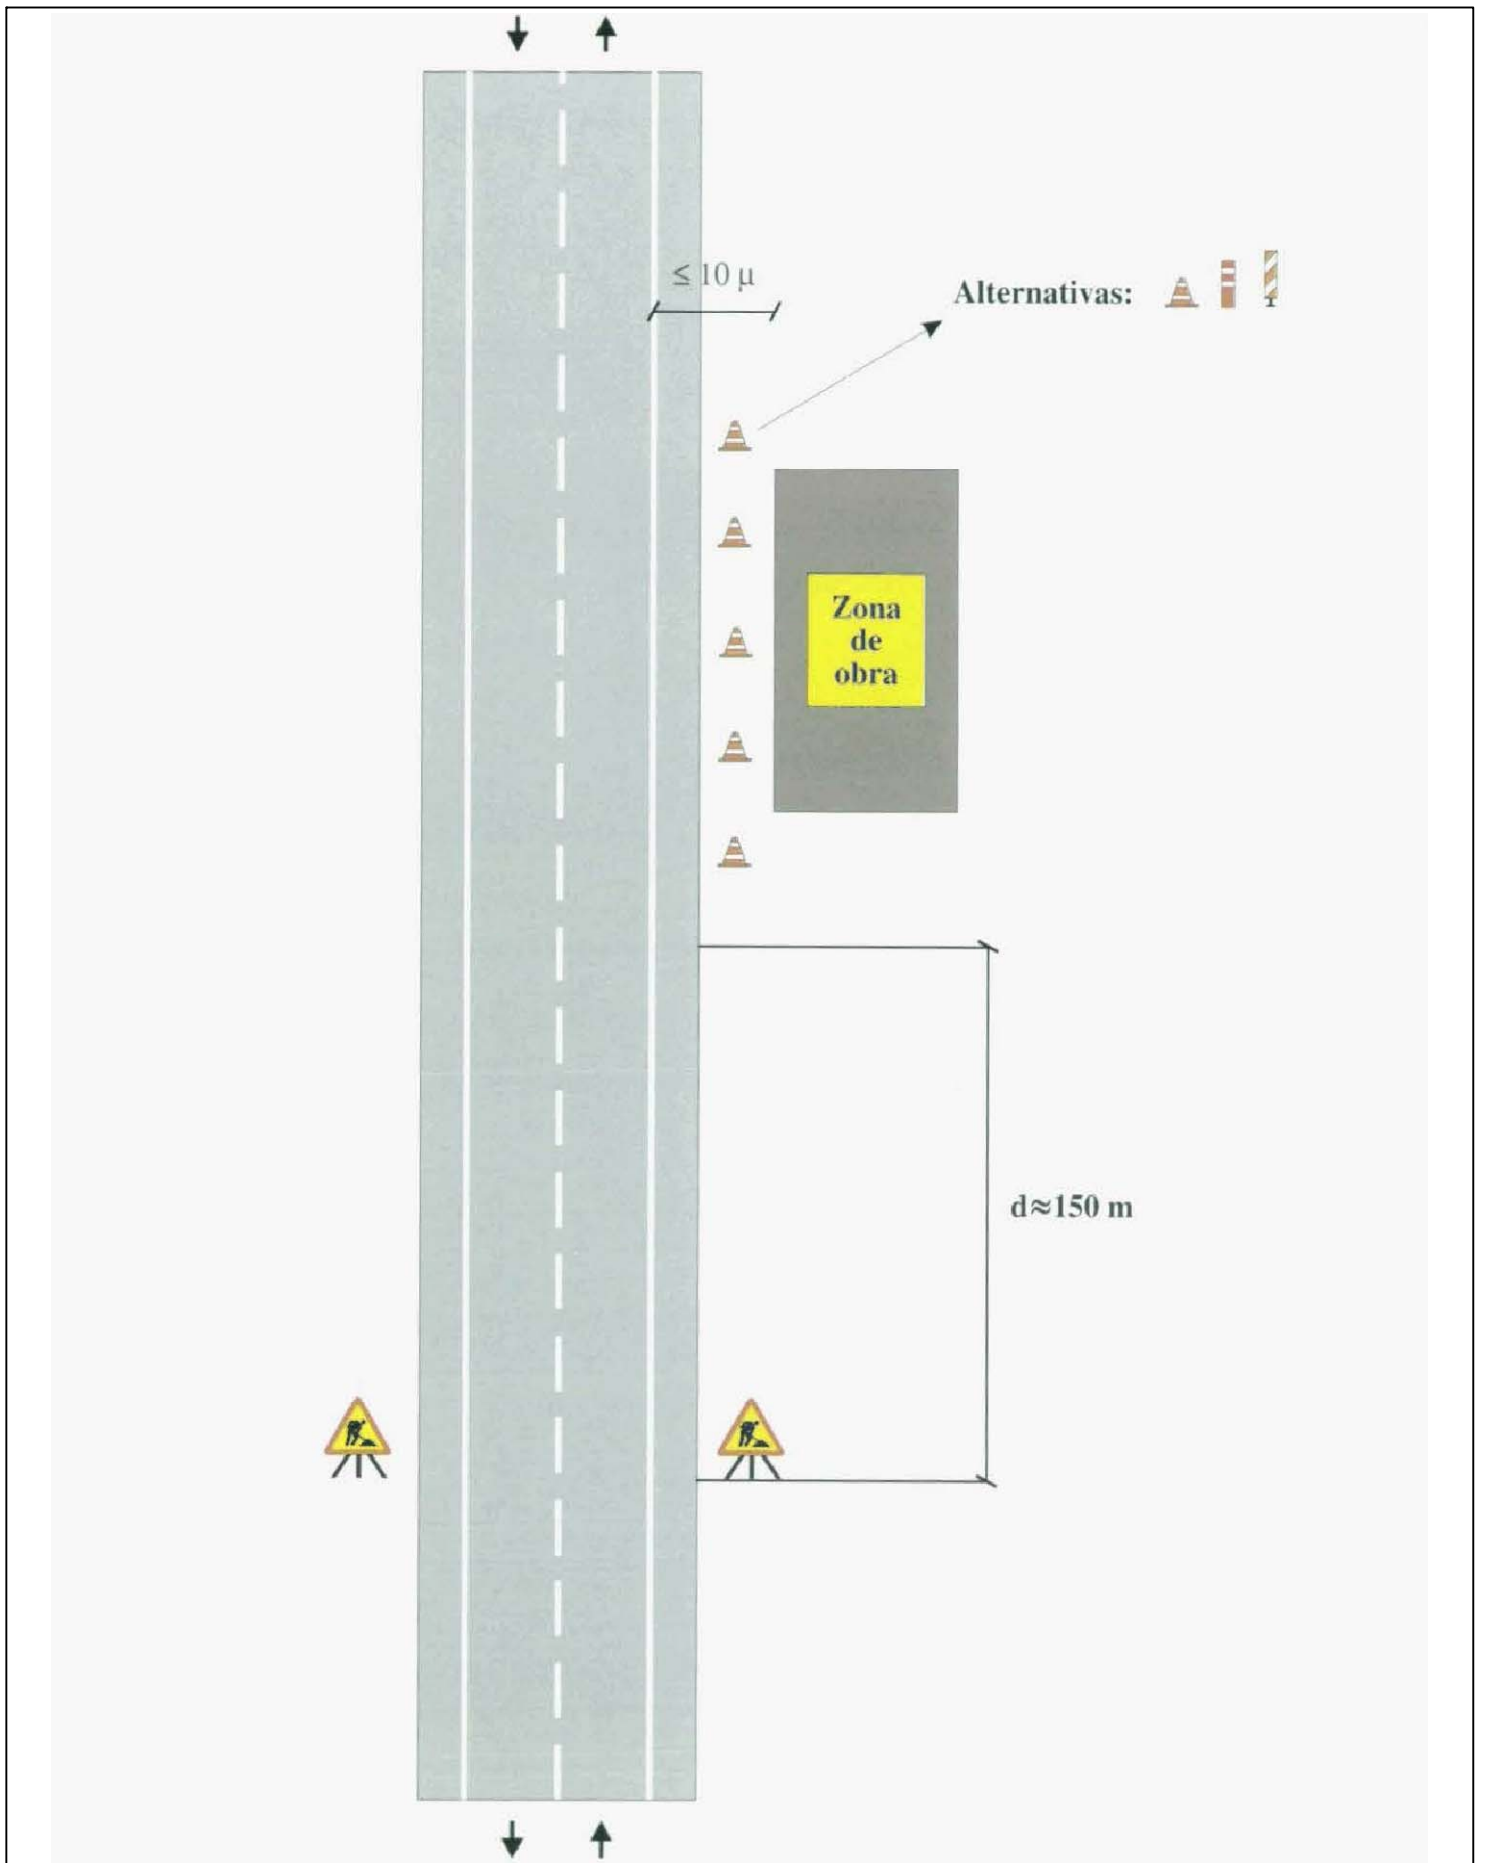 ≤ 10 μ
Alternativas:
Zona
de
obra
d≈150 m